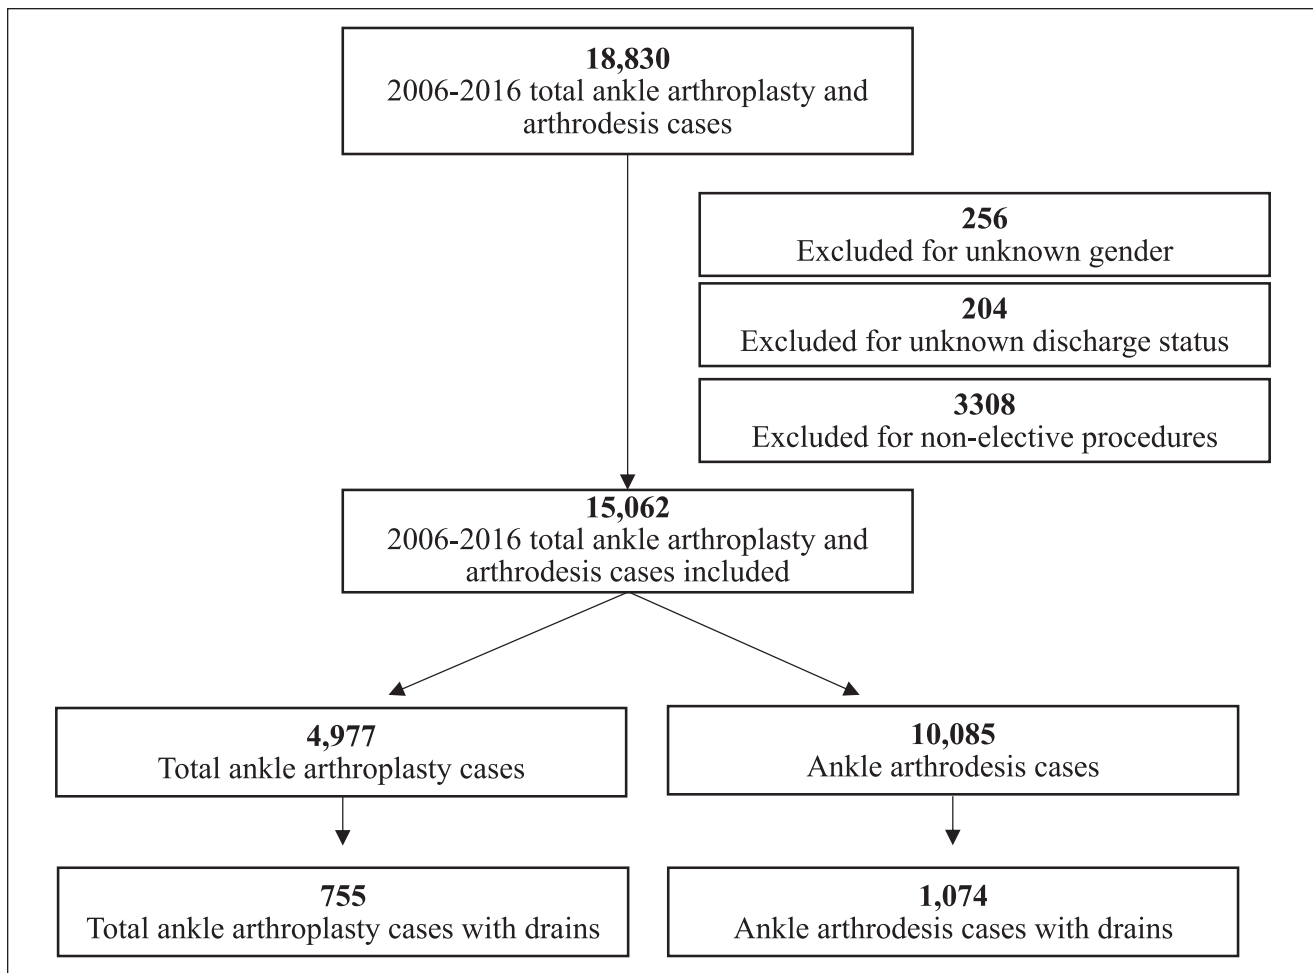 18,830
2006-2016 total ankle arthroplasty and
arthrodesis cases
256
Excluded for unknown gender
204
Excluded for unknown discharge status
3308
Excluded for non-elective procedures
15,062
2006-2016 total ankle arthroplasty and
arthrodesis cases included
4,977
Total ankle arthroplasty cases
10,085
Ankle arthrodesis cases
755
Total ankle arthroplasty cases with drains
1,074
Ankle arthrodesis cases with drains